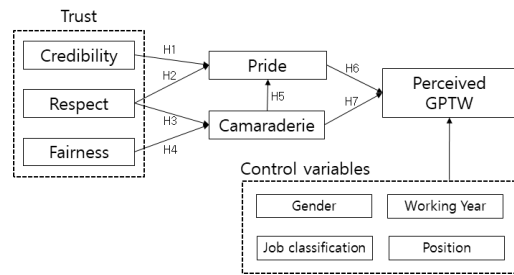 Trust
Credibility
Respect
Fairness
H1
H2
H3
H4
Pride
H5
Camaraderie
H6
H7
Perceived
GPTW
Control variables
Gender
Working Year
Job classification
Position